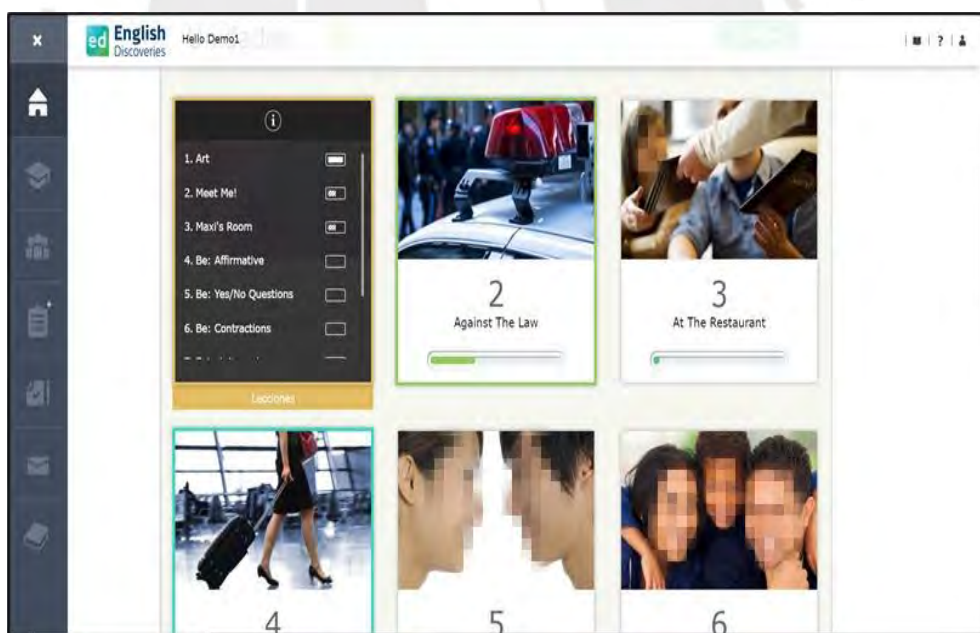 x
ed English Discoveries
Hello Demo1
?
i
1. Art
2. Meet Me!
3. Maxi's Room
4. Be: Affirmative
5. Be: Yes/No Questions
6. Be: Contractions
Lecciones
2
Against The Law
3
At The Restaurant
4
5
6